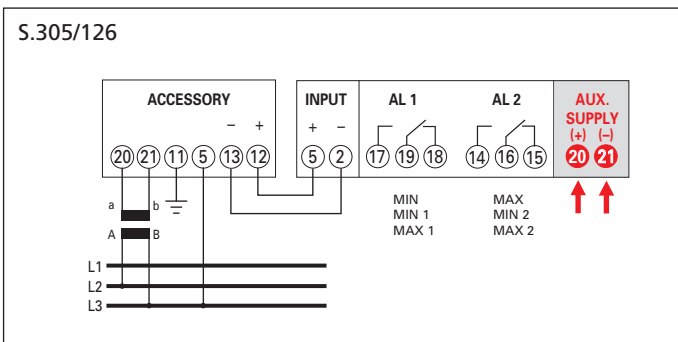 S.305/126
ACCESSORY
− +
20 21 11 5 13 12
INPUT
+ −
5 2
AL 1
17 19 18
MIN
MIN 1
MAX 1
AL 2
14 16 15
MAX
MIN 2
MAX 2
AUX.
SUPPLY
(+) (−)
20 21
a b
A B
L1
L2
L3